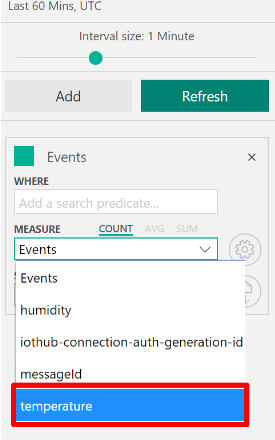 Last 60 Mins, UTC
Interval size: 1 Minute
Add
Refresh
Events
WHERE
Add a search predicate...
MEASURE COUNT AVG SUM
Events
Events
humidity
iothub-connection-auth-generation-id
messageId
temperature